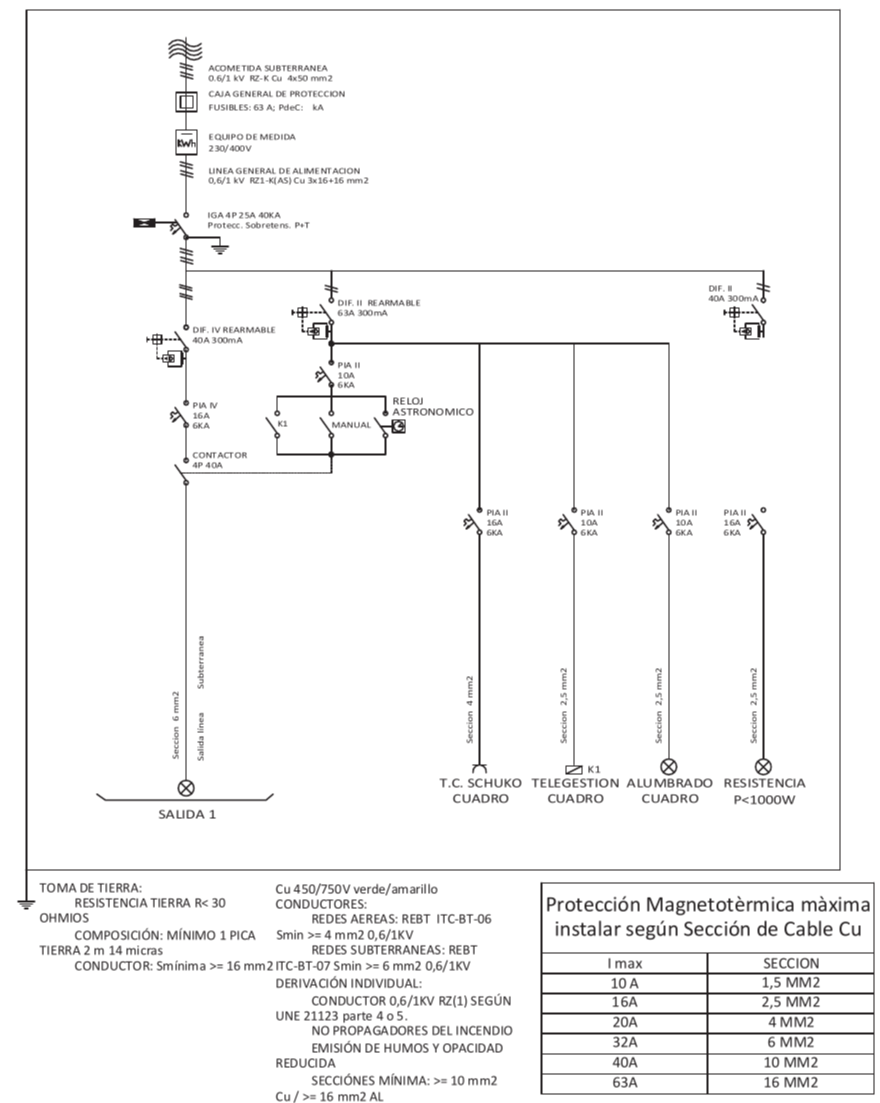 ACOMETIDA SUBTERRANEA
0.6/1 kV RZ-K Cu 4x50 mm2
CAJA GENERAL DE PROTECCION
FUSIBLES: 63 A; PdeC: kA
KWh
EQUIPO DE MEDIDA
230/400V
LINEA GENERAL DE ALIMENTACION
0,6/1 kV RZ1-K(AS) Cu 3x16+16 mm2
IGA 4P 25A 40KA
Protecc. Sobretens. P+T
DIF. IV REARMABLE
40A 300mA
DIF. II REARMABLE
63A 300mA
DIF. II
40A 300mA
PIA II
10A
6KA
PIA IV
16A
6KA
K1
MANUAL
RELOJ
ASTRONOMICO
CONTACTOR
4P 40A
PIA II
16A
6KA
PIA II
10A
6KA
PIA II
10A
6KA
PIA II
16A
6KA
Seccion 6 mm2
Salida línea Subterranea
Seccion 4 mm2
Seccion 2,5 mm2
Seccion 2,5 mm2
Seccion 2,5 mm2
K1
SALIDA 1
T.C. SCHUKO
CUADRO
TELEGESTION
CUADRO
ALUMBRADO
CUADRO
RESISTENCIA
P<1000W
TOMA DE TIERRA:
RESISTENCIA TIERRA R< 30
OHMIOS
COMPOSICIÓN: MÍNIMO 1 PICA
TIERRA 2 m 14 micras
CONDUCTOR: Smínima >= 16 mm2
Cu 450/750V verde/amarillo
CONDUCTORES:
REDES AEREAS: REBT ITC-BT-06
Smin >= 4 mm2 0,6/1KV
REDES SUBTERRANEAS: REBT
ITC-BT-07 Smin >= 6 mm2 0,6/1KV
DERIVACIÓN INDIVIDUAL:
CONDUCTOR 0,6/1KV RZ(1) SEGÚN
UNE 21123 parte 4 o 5.
NO PROPAGADORES DEL INCENDIO
EMISIÓN DE HUMOS Y OPACIDAD
REDUCIDA
SECCIÓNES MÍNIMA: >= 10 mm2
Cu / >= 16 mm2 AL
Protección Magnetotèrmica màxima
instalar según Sección de Cable Cu
I max SECCION
10 A 1,5 MM2
16A 2,5 MM2
20A 4 MM2
32A 6 MM2
40A 10 MM2
63A 16 MM2